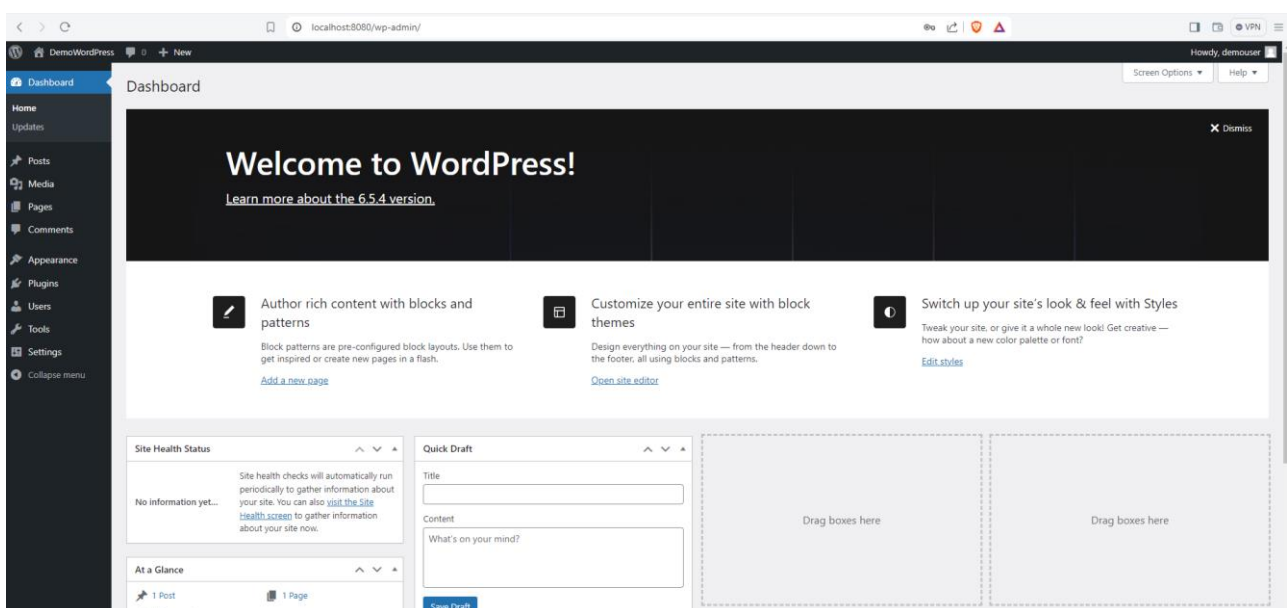 localhost:8080/wp-admin/
VPN
DemoWordPress 0 + New
Howdy, demouser
Dashboard
Home
Updates
Posts
Media
Pages
Comments
Appearance
Plugins
Users
Tools
Settings
Collapse menu
Screen Options ▼
Help ▼
Dashboard
Dismiss
Welcome to WordPress!
Learn more about the 6.5.4 version.
Author rich content with blocks and
patterns
Block patterns are pre-configured block layouts. Use them to
get inspired or create new pages in a flash.
Add a new page
Customize your entire site with block
themes
Design everything on your site — from the header down to
the footer, all using blocks and patterns.
Open site editor
Switch up your site’s look & feel with Styles
Tweak your site, or give it a whole new look! Get creative —
how about a new color palette or font?
Edit styles
Site Health Status
No information yet...
Site health checks will automatically run
periodically to gather information about
your site. You can also visit the Site
Health screen to gather information
about your site now.
At a Glance
1 Post
1 Page
Quick Draft
Title
Content
What’s on your mind?
Save Draft
Drag boxes here
Drag boxes here